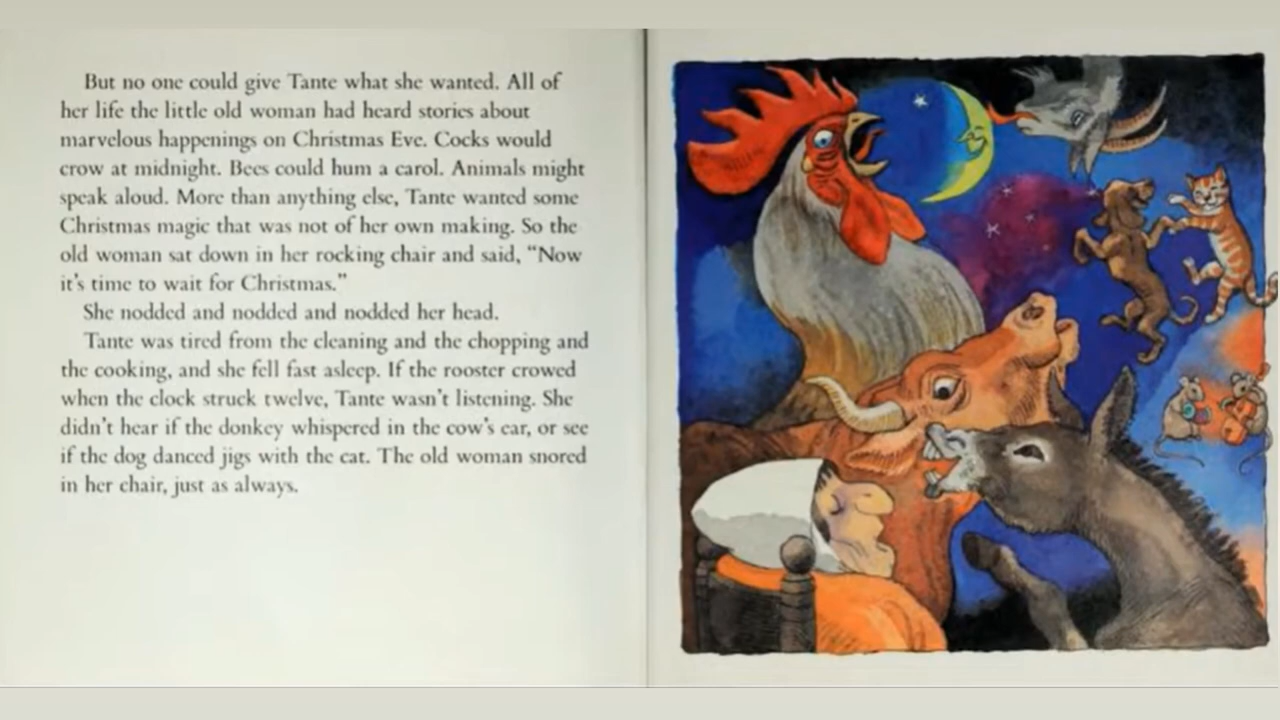 But no one could give Tante what she wanted. All of
her life the little old woman had heard stories about
marvelous happenings on Christmas Eve. Cocks would
crow at midnight. Bees could hum a carol. Animals might
speak aloud. More than anything else, Tante wanted some
Christmas magic that was not of her own making. So the
old woman sat down in her rocking chair and said, “Now
it’s time to wait for Christmas.”
She nodded and nodded and nodded her head.
Tante was tired from the cleaning and the chopping and
the cooking, and she fell fast asleep. If the rooster crowed
when the clock struck twelve, Tante wasn’t listening. She
didn’t hear if the donkey whispered in the cow’s ear, or see
if the dog danced jigs with the cat. The old woman snored
in her chair, just as always.